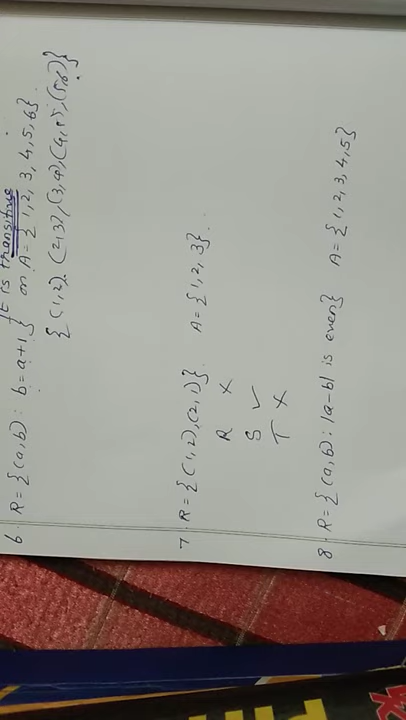 It is transitive
6. R = {(a,b) : b = a+1} on A = {1, 2, 3, 4, 5, 6}
{(1,2), (2,3), (3,4), (4,5), (5,6)}
7. R = {(1,2), (2,1)}. A = {1, 2, 3}
R ×
S ✓
T ×
8. R = {(a,b) : |a-b| is even} A = {1, 2, 3, 4, 5}